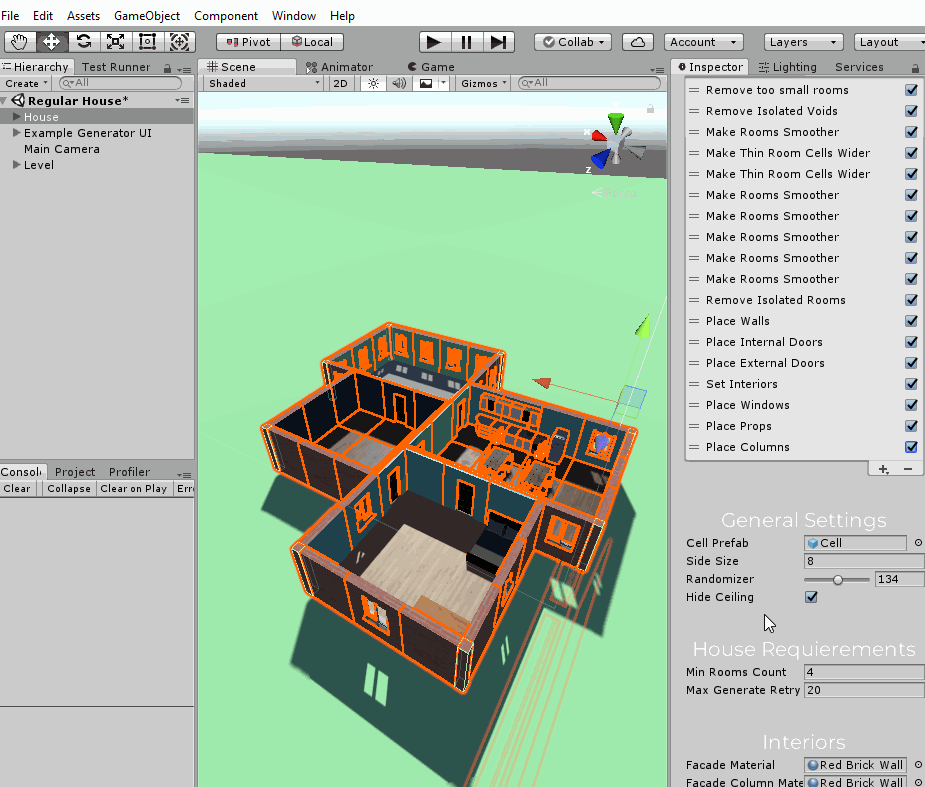 File Edit Assets GameObject Component Window Help
Pivot Local Collab Account Layers Layout
Hierarchy Test Runner
Create All
Regular House*
House
Example Generator UI
Main Camera
Level
Console Project Profiler
Clear Collapse Clear on Play Err
Scene Animator Game
Shaded 2D Gizmos All
z
Persp
Inspector Lighting Services
Remove too small rooms
Remove Isolated Voids
Make Rooms Smoother
Make Thin Room Cells Wider
Make Thin Room Cells Wider
Make Rooms Smoother
Make Rooms Smoother
Make Rooms Smoother
Make Rooms Smoother
Make Rooms Smoother
Remove Isolated Rooms
Place Walls
Place Internal Doors
Place External Doors
Set Interiors
Place Windows
Place Props
Place Columns
General Settings
Cell Prefab Cell
Side Size 8
Randomizer 134
Hide Ceiling
House Requierements
Min Rooms Count 4
Max Generate Retry 20
Interiors
Facade Material Red Brick Wall
Facade Column Mate Red Brick Wall